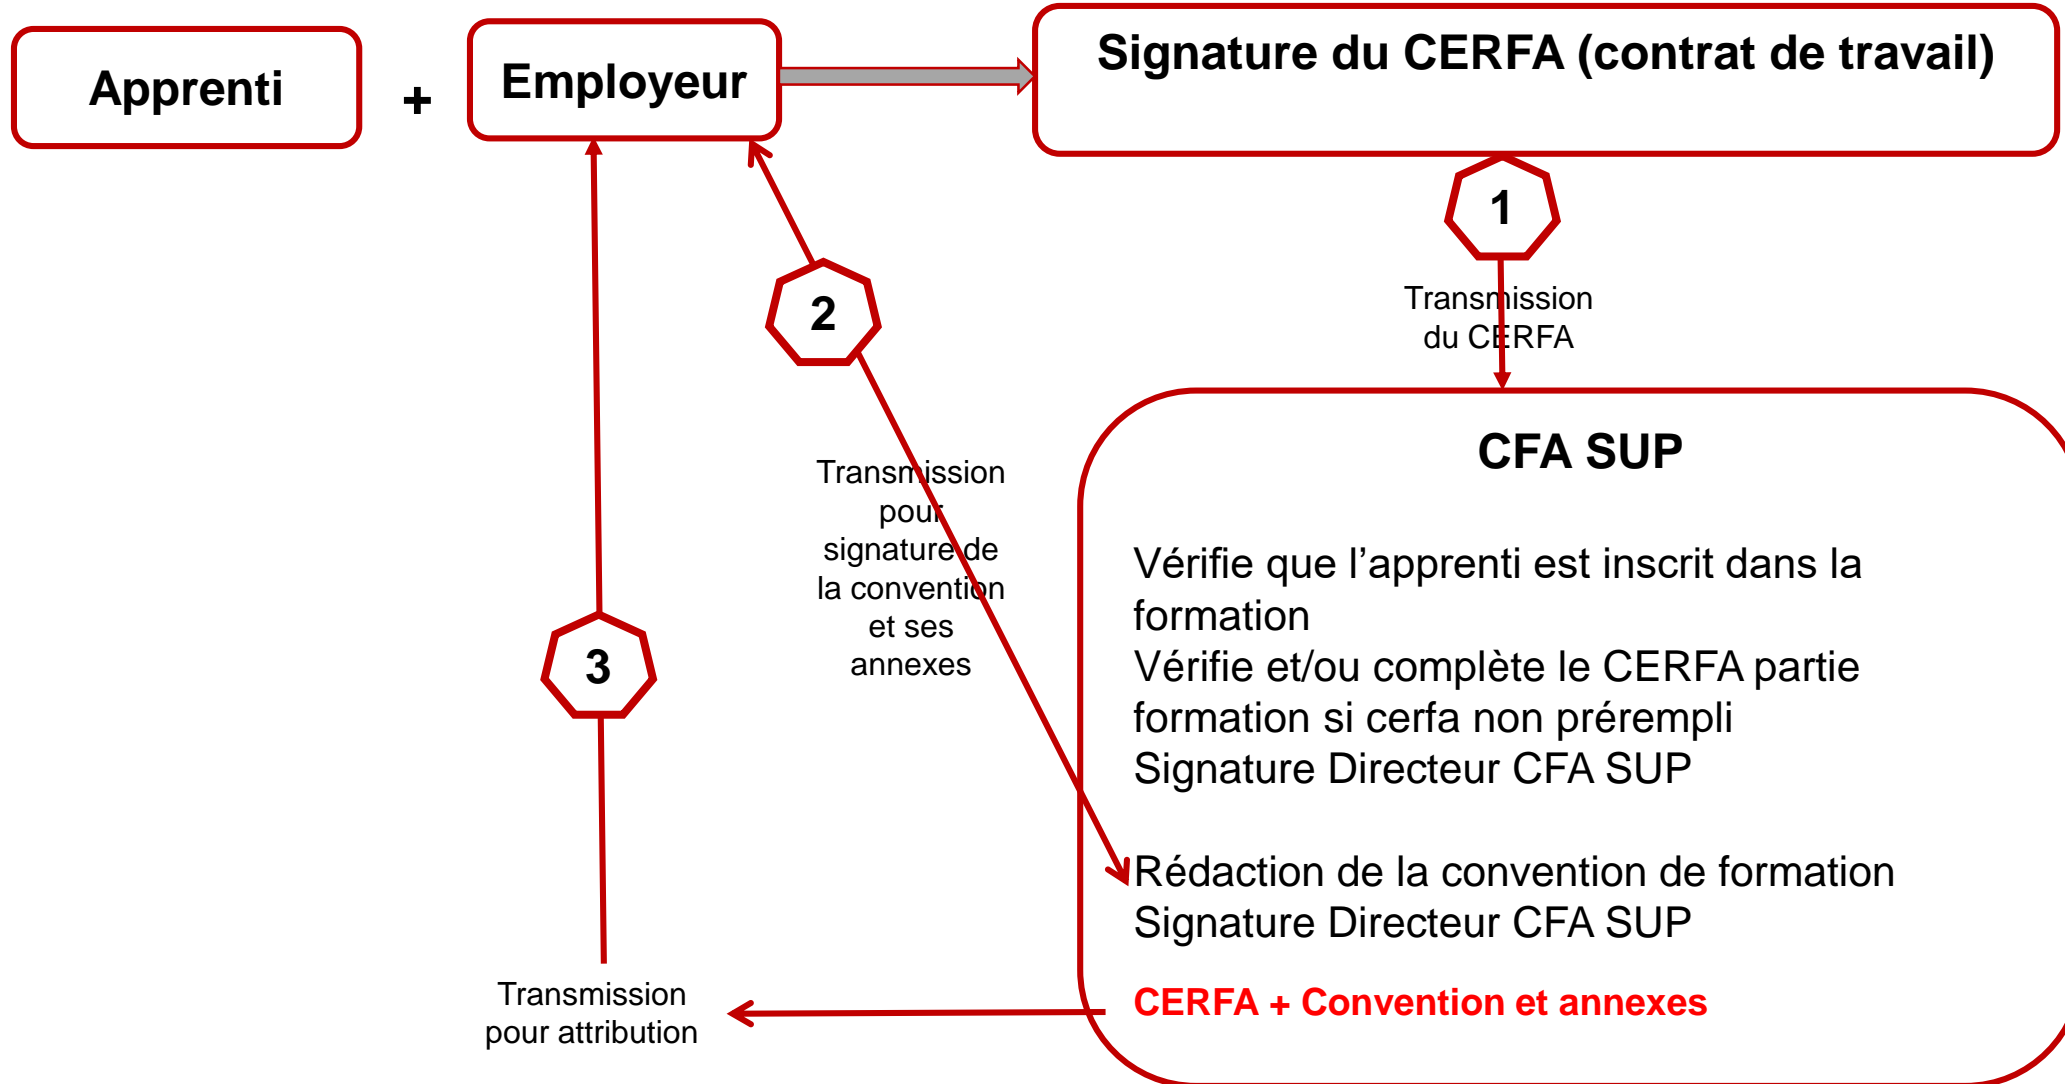 Apprenti
+
Employeur
Signature du CERFA (contrat de travail)
1
Transmission
du CERFA
2
Transmission
pour
signature de
la convention
et ses
annexes
3
Transmission
pour attribution
CFA SUP
Vérifie que l’apprenti est inscrit dans la
formation
Vérifie et/ou complète le CERFA partie
formation si cerfa non prérempli
Signature Directeur CFA SUP
Rédaction de la convention de formation
Signature Directeur CFA SUP
CERFA + Convention et annexes